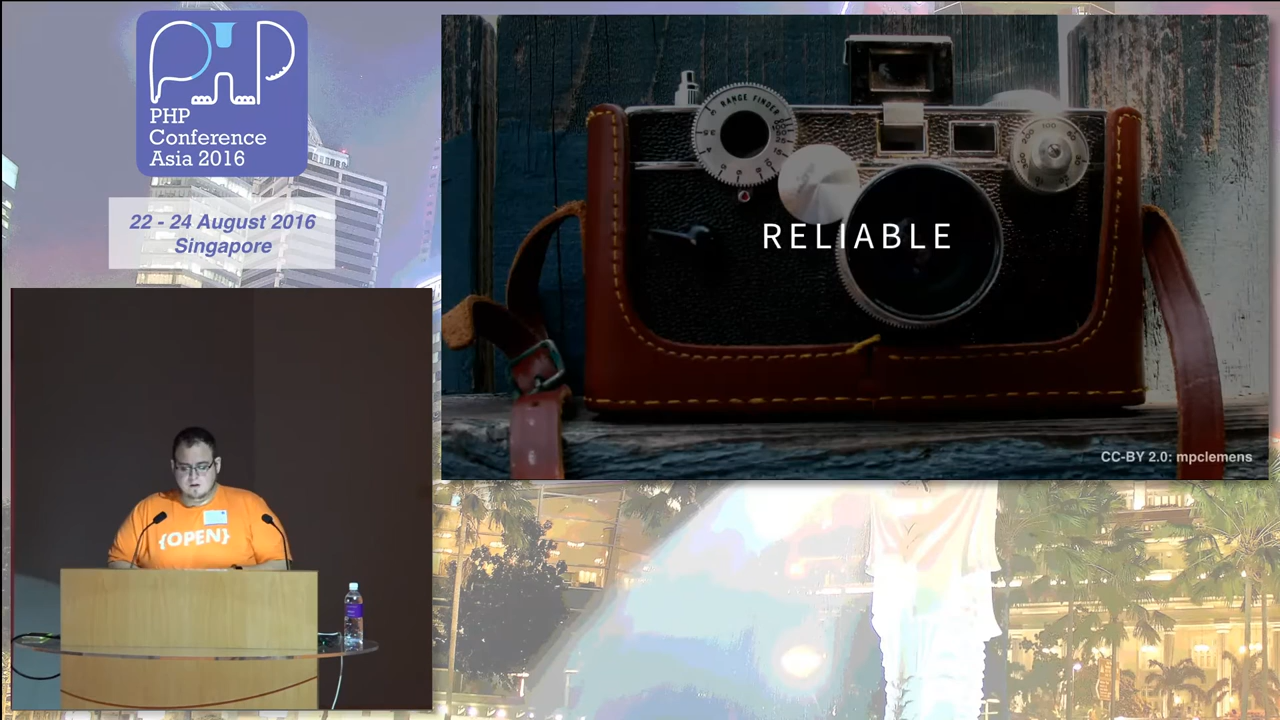 PHP
Conference
Asia 2016
22 - 24 August 2016
Singapore
{OPEN}
RANGE FINDER
RELIABLE
CC-BY 2.0: mpclemens